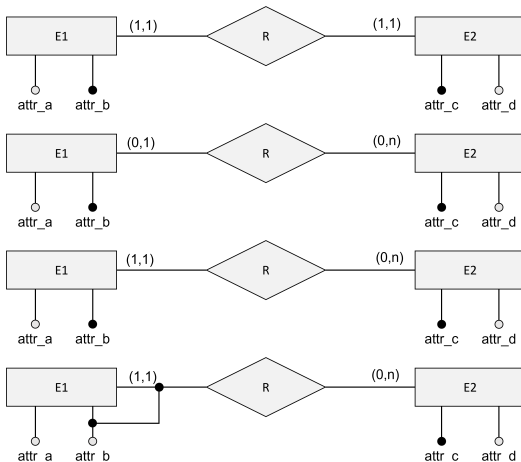 E1 (1,1) R (1,1) E2
attr_a attr_b attr_c attr_d
E1 (0,1) R (0,n) E2
attr_a attr_b attr_c attr_d
E1 (1,1) R (0,n) E2
attr_a attr_b attr_c attr_d
E1 (1,1) R (0,n) E2
attr_a attr_b attr_c attr_d